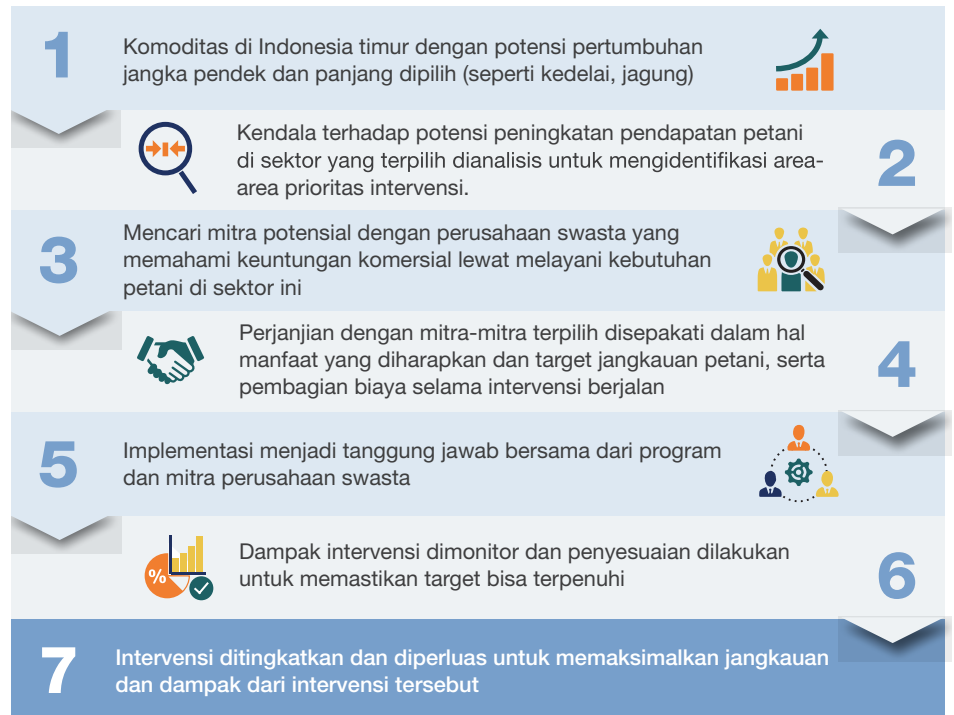 1
Komoditas di Indonesia timur dengan potensi pertumbuhan
jangka pendek dan panjang dipilih (seperti kedelai, jagung)
Kendala terhadap potensi peningkatan pendapatan petani
di sektor yang terpilih dianalisis untuk mengidentifikasi area-
area prioritas intervensi.
2
3
Mencari mitra potensial dengan perusahaan swasta yang
memahami keuntungan komersial lewat melayani kebutuhan
petani di sektor ini
Perjanjian dengan mitra-mitra terpilih disepakati dalam hal
manfaat yang diharapkan dan target jangkauan petani, serta
pembagian biaya selama intervensi berjalan
4
5
Implementasi menjadi tanggung jawab bersama dari program
dan mitra perusahaan swasta
%
Dampak intervensi dimonitor dan penyesuaian dilakukan
untuk memastikan target bisa terpenuhi
6
7
Intervensi ditingkatkan dan diperluas untuk memaksimalkan jangkauan
dan dampak dari intervensi tersebut